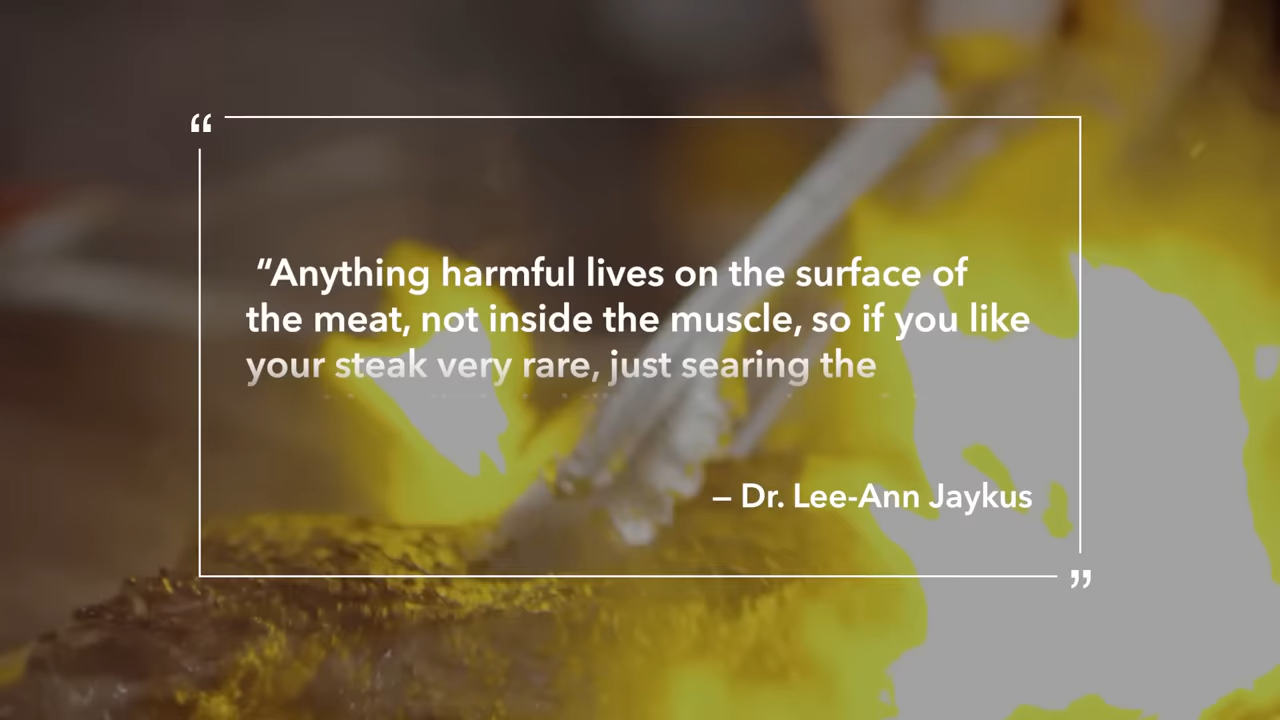 “Anything harmful lives on the surface of
the meat, not inside the muscle, so if you like
your steak very rare, just searing the
– Dr. Lee-Ann Jaykus